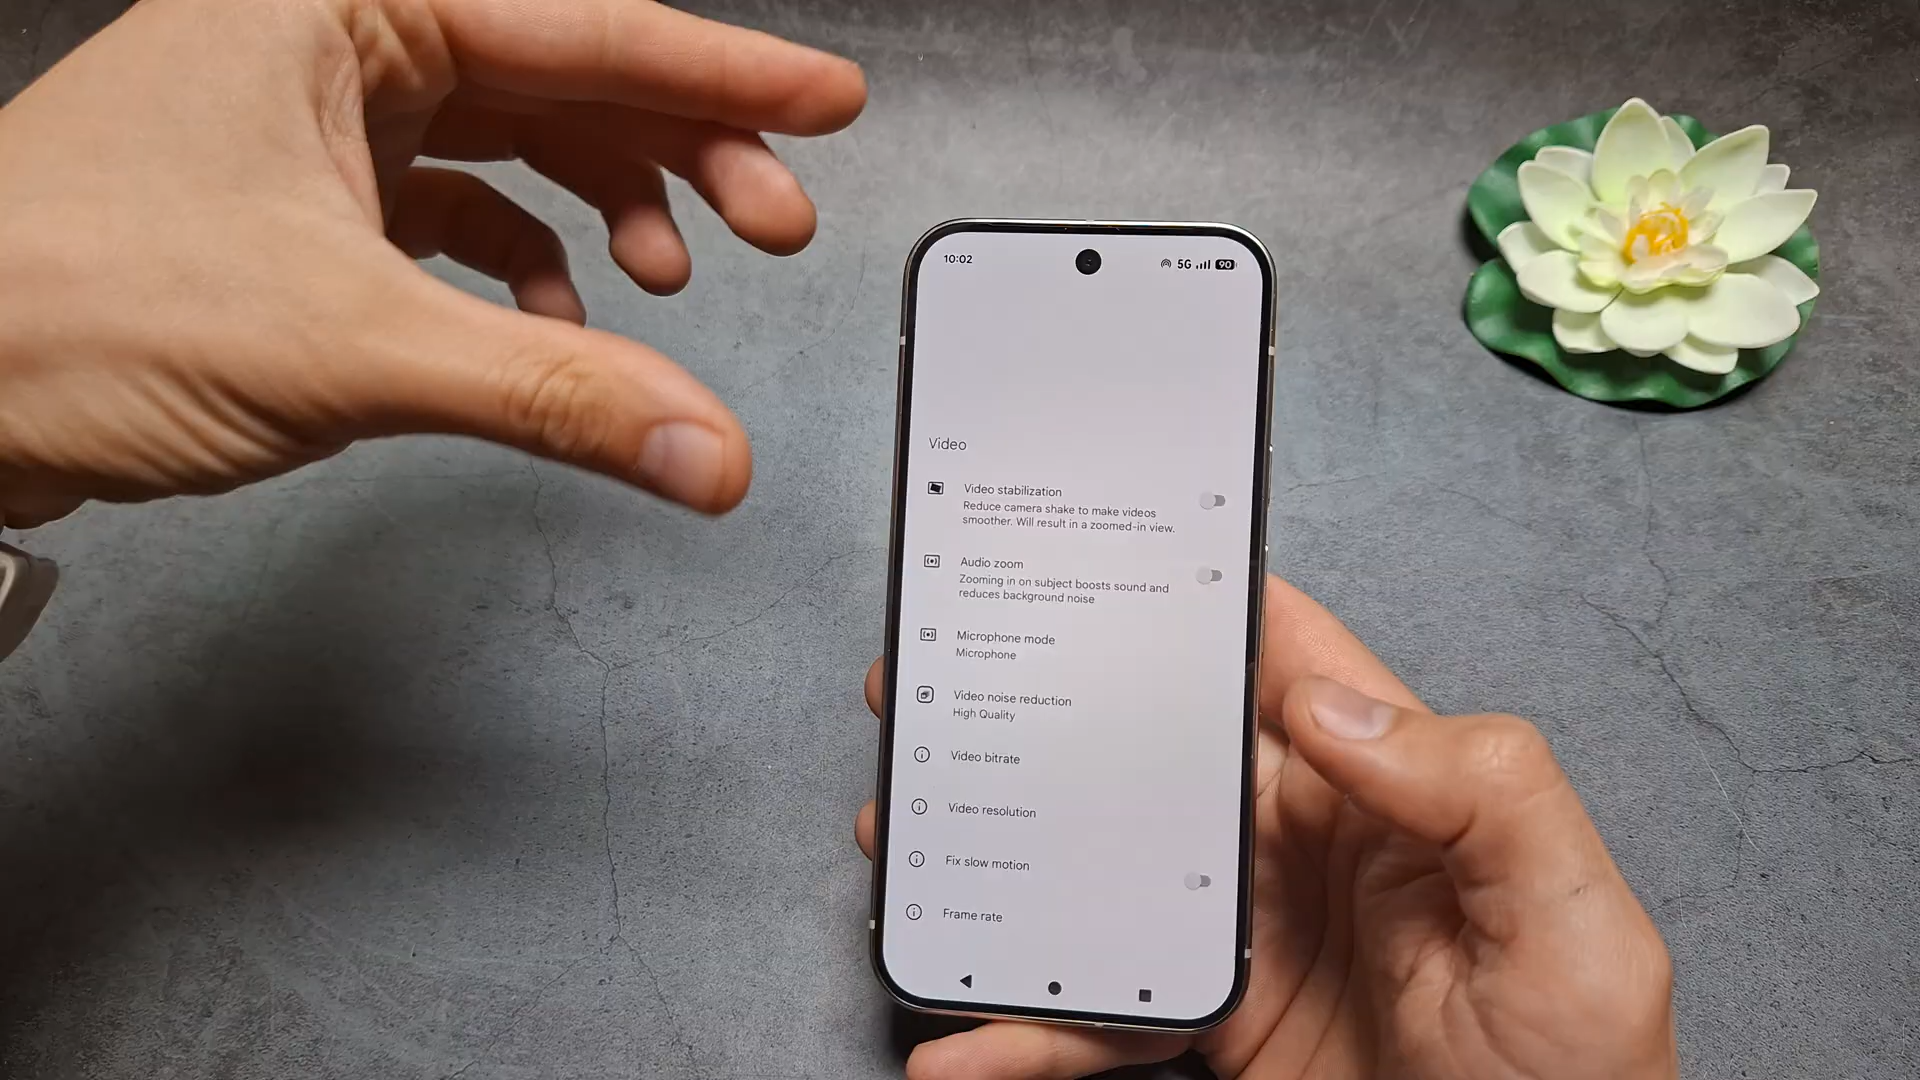 10:02
5G
90
Video
Video stabilization
Reduce camera shake to make videos
smoother. Will result in a zoomed-in view.
Audio zoom
Zooming in on subject boosts sound and
reduces background noise
Microphone mode
Microphone
Video noise reduction
High Quality
Video bitrate
Video resolution
Fix slow motion
Frame rate